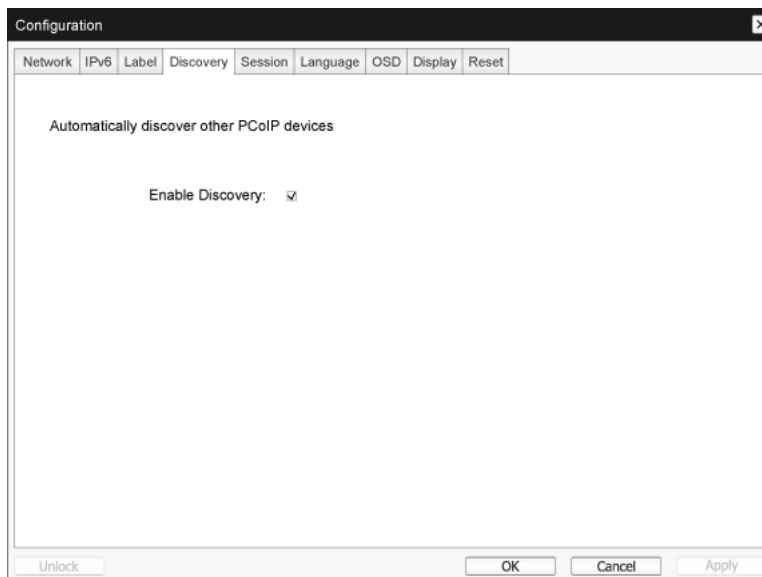 Configuration
Network IPv6 Label Discovery Session Language OSD Display Reset
Automatically discover other PCoIP devices
Enable Discovery:
Unlock OK Cancel Apply